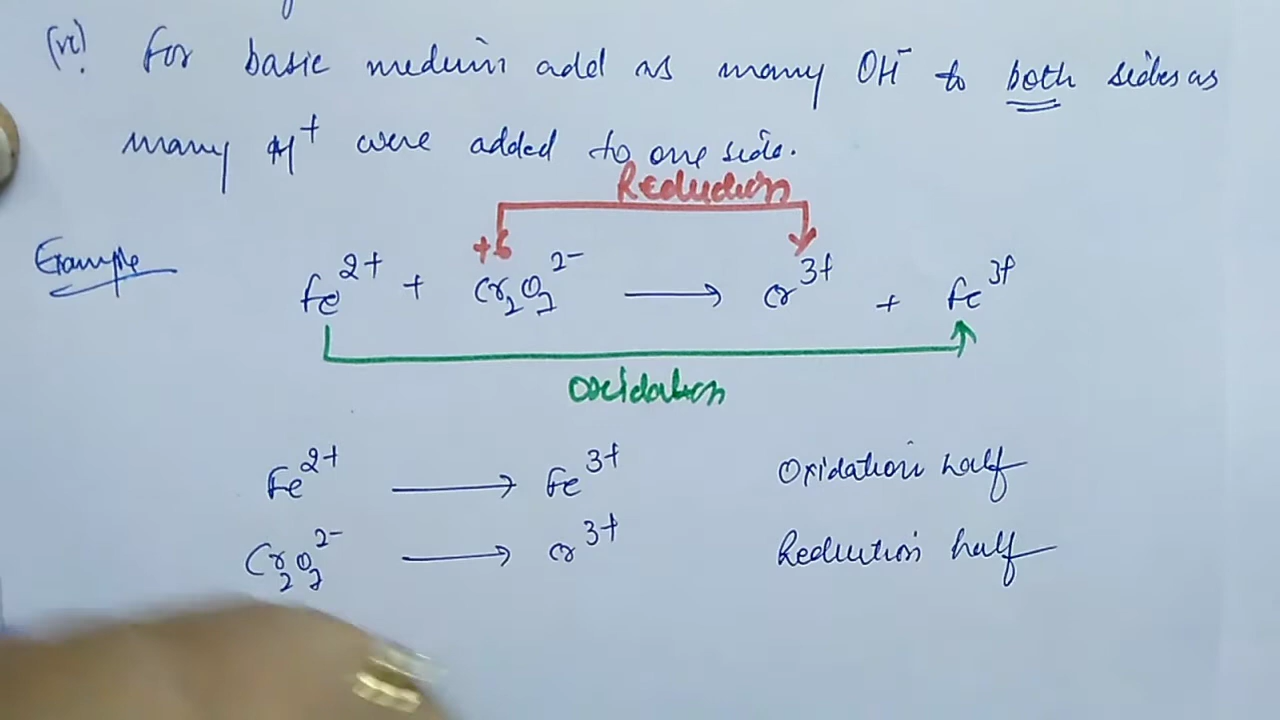 (vi) For basic medium add as many OH⁻ to both sides as
many H⁺ were added to one side.
Reduction
Example
+6
Fe²⁺ + Cr₂O₇²⁻ ⟶ Cr³⁺ + Fe³⁺
Oxidation
Fe²⁺ ⟶ Fe³⁺ Oxidation half
Cr₂O₇²⁻ ⟶ Cr³⁺ Reduction half